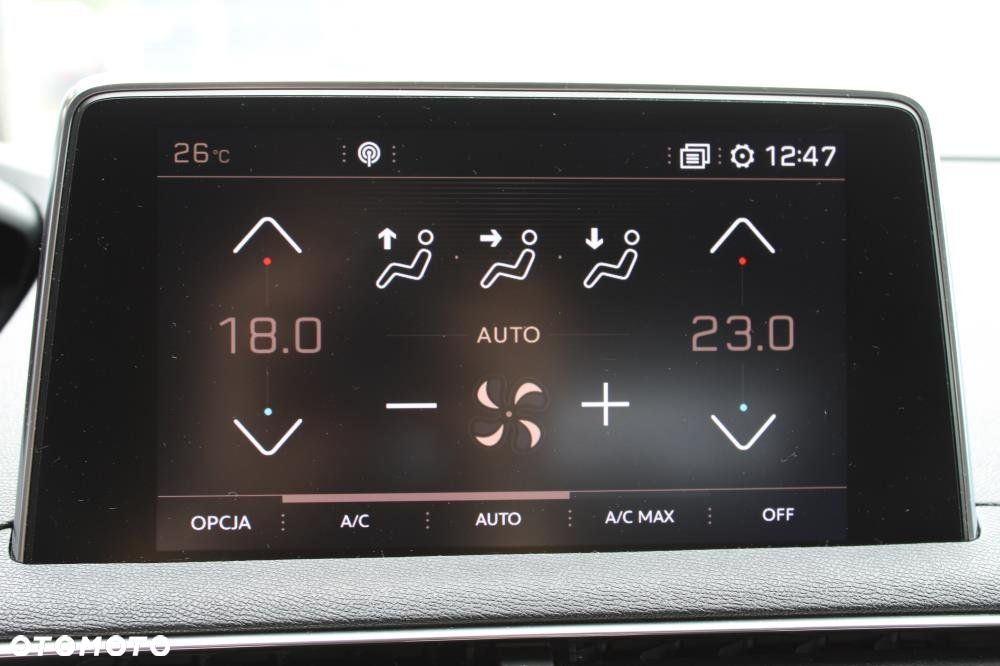 26°C 12:47
18.0 AUTO 23.0
OPCJA A/C AUTO A/C MAX OFF
OTOMOTO